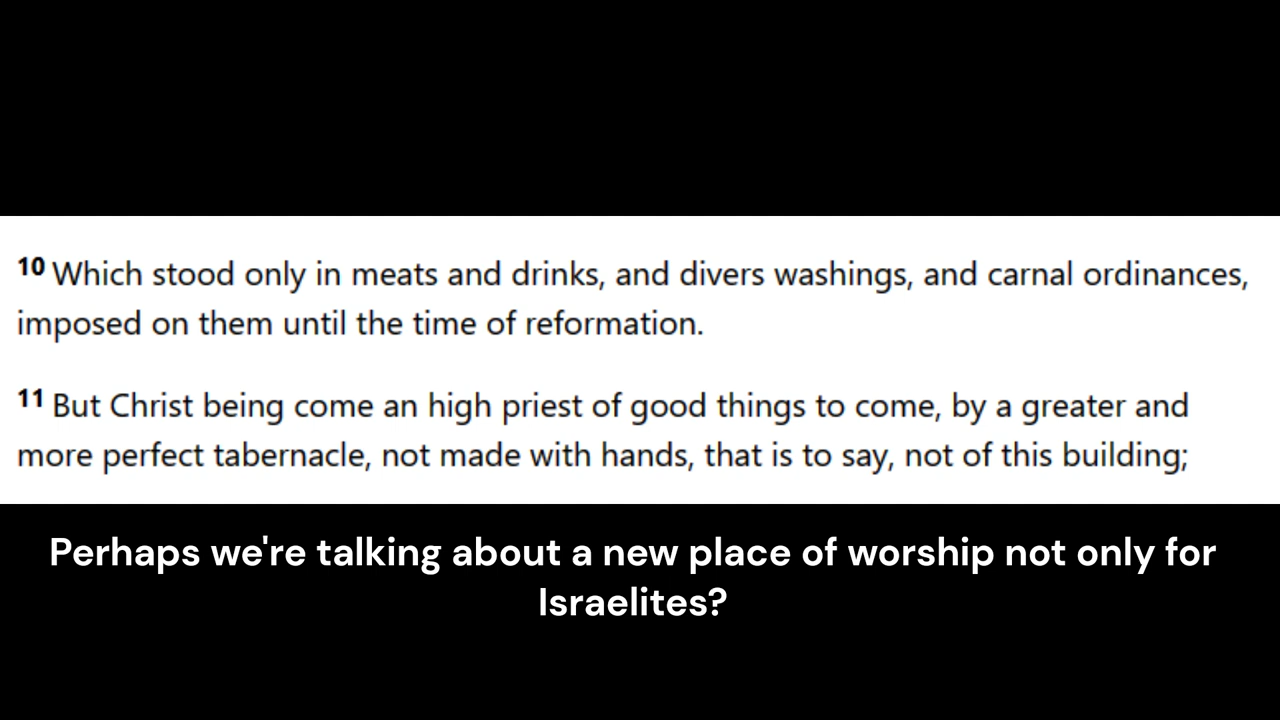 10 Which stood only in meats and drinks, and divers washings, and carnal ordinances,
imposed on them until the time of reformation.
11 But Christ being come an high priest of good things to come, by a greater and
more perfect tabernacle, not made with hands, that is to say, not of this building;
Perhaps we're talking about a new place of worship not only for
Israelites?